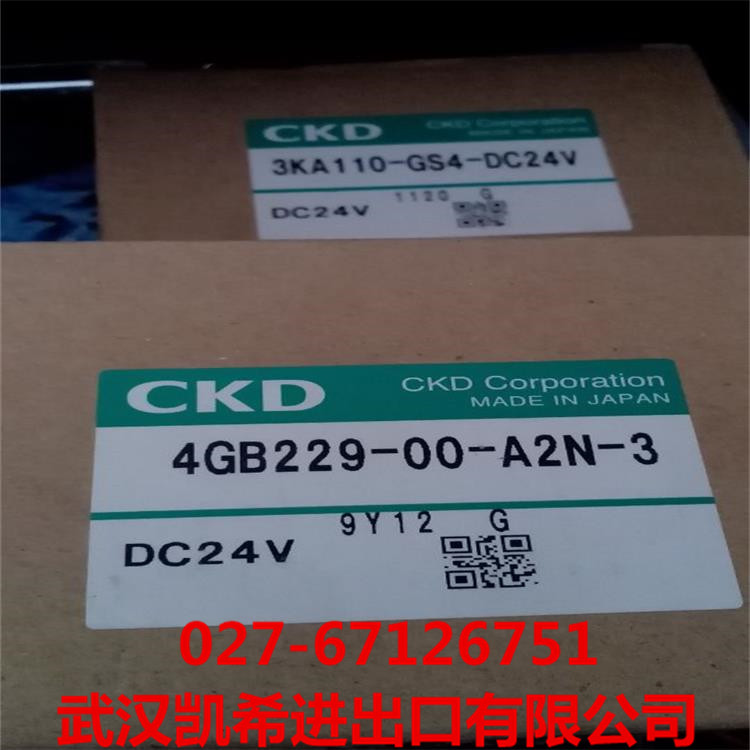 CKD CKD Corporation
MADE IN JAPAN
3KA110-GS4-DC24V
1120 G
DC24V
CKD CKD Corporation
MADE IN JAPAN
4GB229-00-A2N-3
9Y12 G
DC24V
027-67126751
武汉凯希进出口有限公司